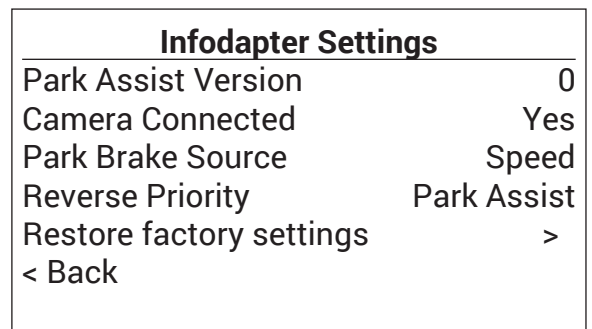 Infodapter Settings
Park Assist Version 0
Camera Connected Yes
Park Brake Source Speed
Reverse Priority Park Assist
Restore factory settings >
< Back